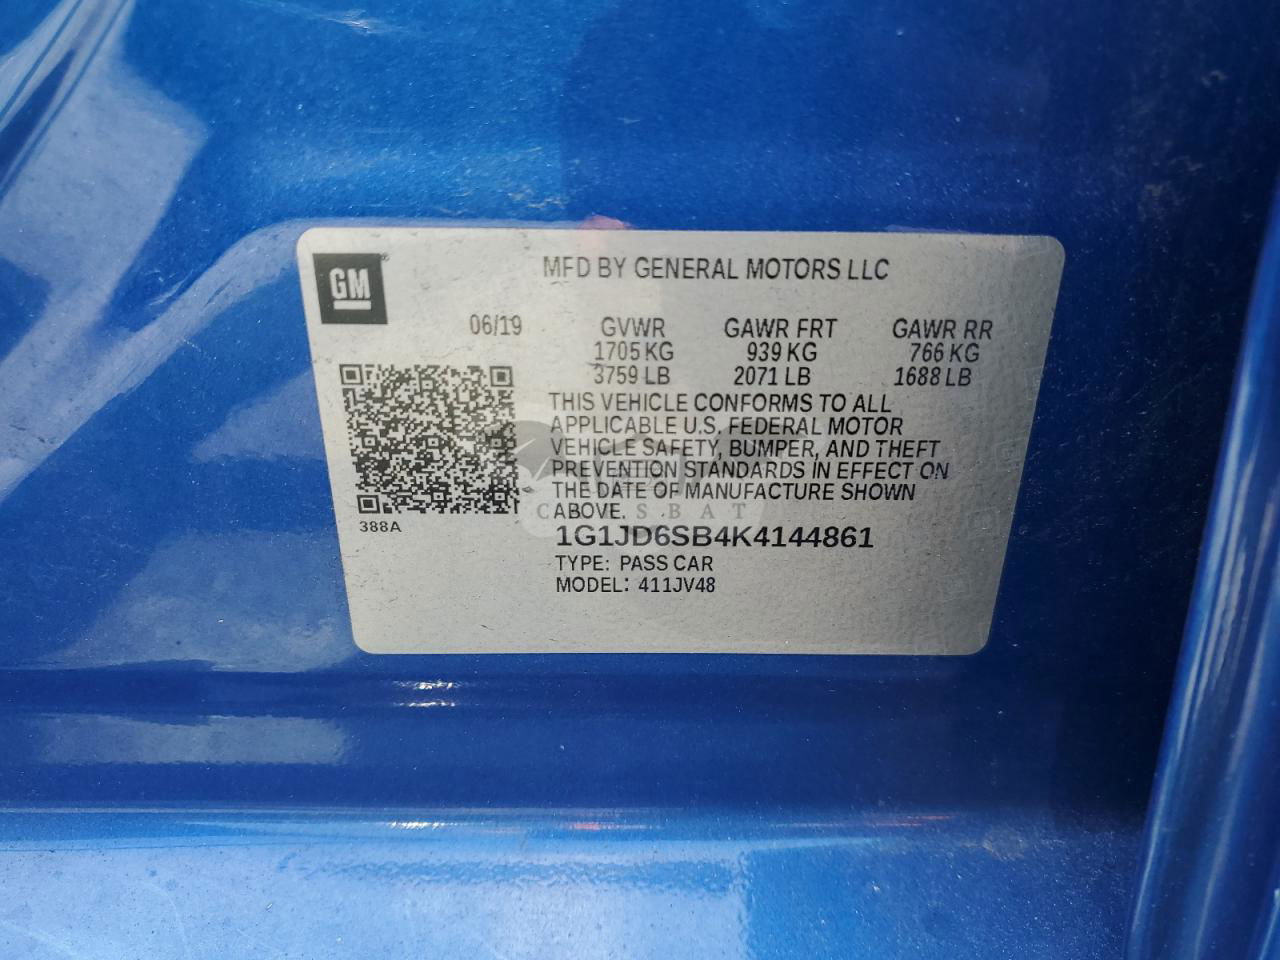 GM
MFD BY GENERAL MOTORS LLC
06/19 GVWR GAWR FRT GAWR RR
1705 KG 939 KG 766 KG
3759 LB 2071 LB 1688 LB
THIS VEHICLE CONFORMS TO ALL
APPLICABLE U.S. FEDERAL MOTOR
VEHICLE SAFETY, BUMPER, AND THEFT
PREVENTION STANDARDS IN EFFECT ON
THE DATE OF MANUFACTURE SHOWN
ABOVE.
388A
1G1JD6SB4K4144861
TYPE: PASS CAR
MODEL: 411JV48